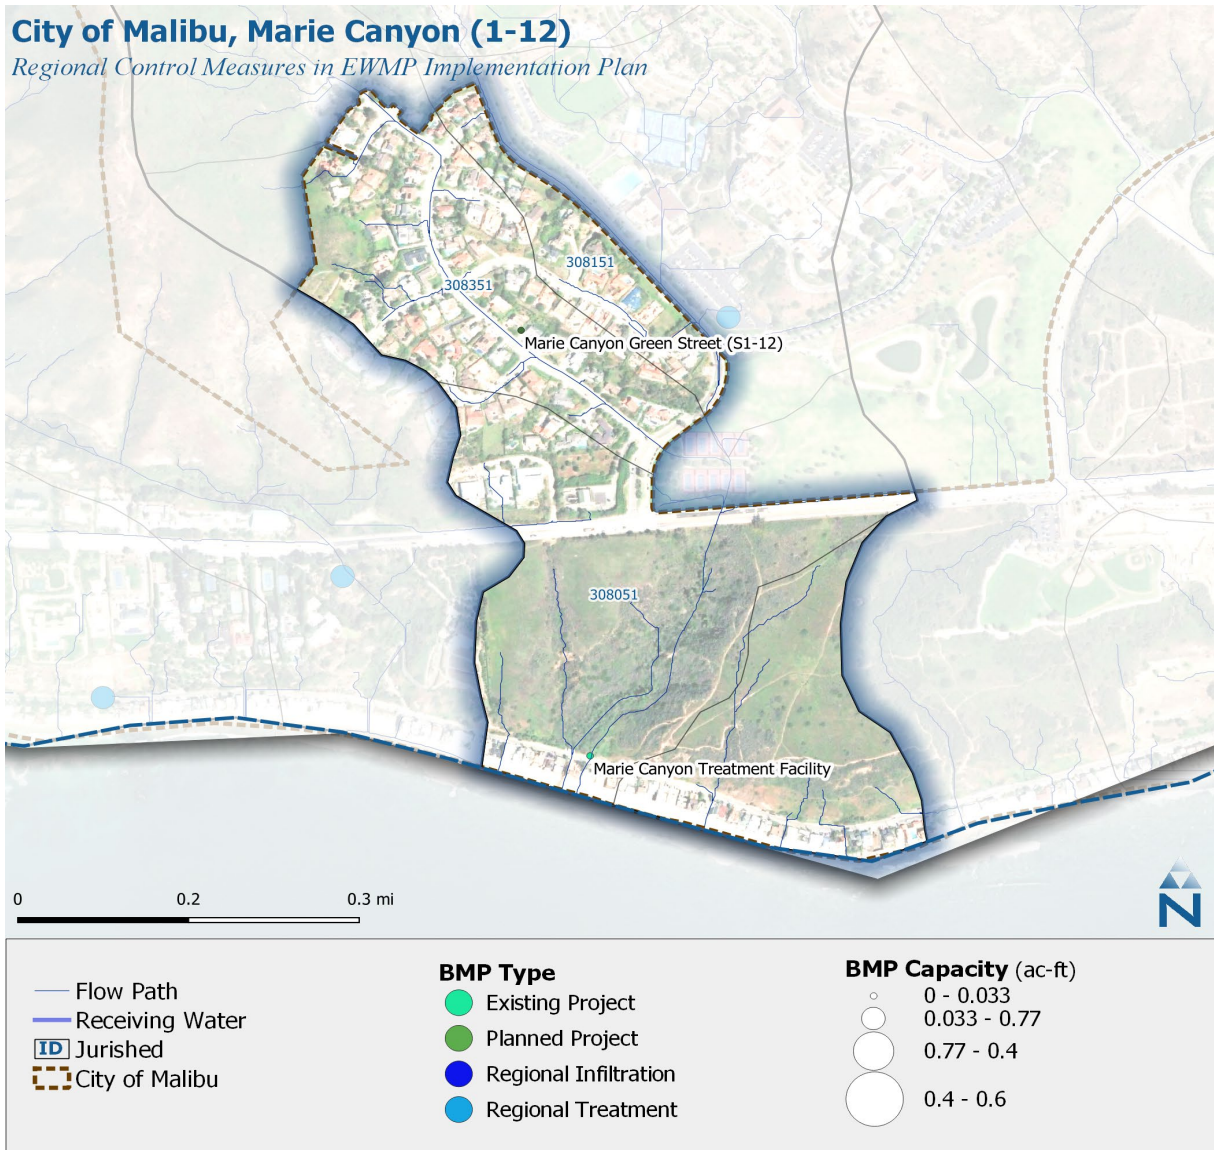 City of Malibu, Marie Canyon (1-12)
Regional Control Measures in EWMP Implementation Plan
308151
308351
Marie Canyon Green Street (S1-12)
308051
Marie Canyon Treatment Facility
0 0.2 0.3 mi
N
Flow Path
Receiving Water
ID Jurished
City of Malibu
BMP Type
Existing Project
Planned Project
Regional Infiltration
Regional Treatment
BMP Capacity (ac-ft)
0 - 0.033
0.033 - 0.77
0.77 - 0.4
0.4 - 0.6